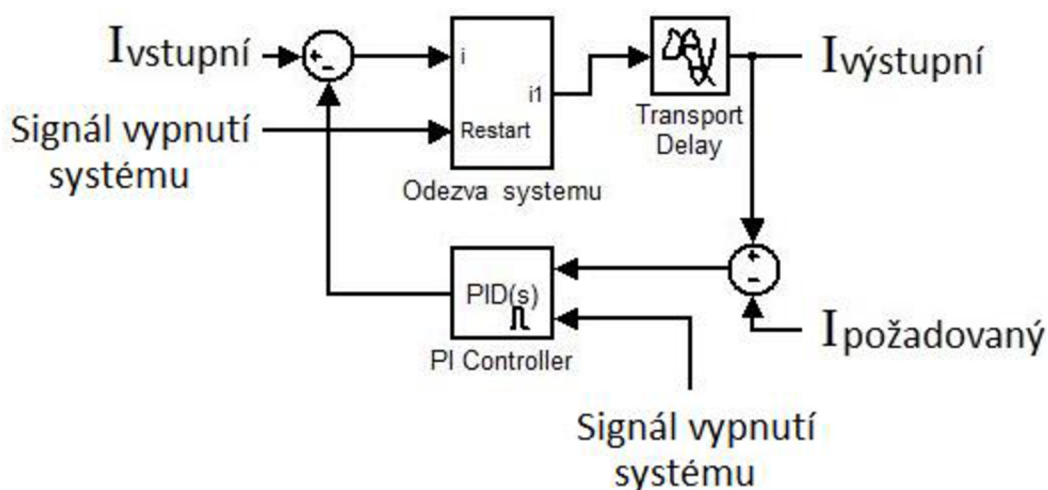 Ivstupní
Signál vypnutí
systému
i
Restart
i1
Odezva systemu
Transport
Delay
Ivýstupní
PID(s)
PI Controller
Ipožadovaný
Signál vypnutí
systému